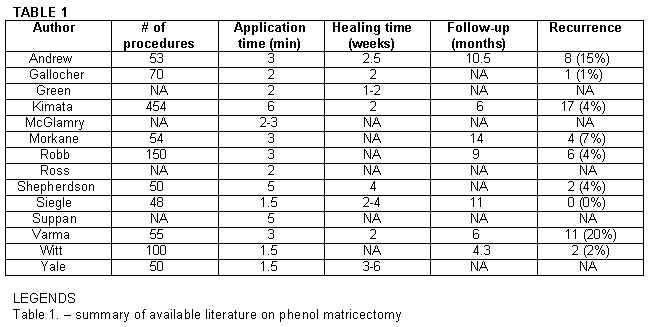 TABLE 1
Author # of procedures Application time (min) Healing time (weeks) Follow-up (months) Recurrence
Andrew 53 3 2.5 10.5 8 (15%)
Gallocher 70 2 2 NA 1 (1%)
Green NA 2 1-2 NA NA
Kimata 454 6 2 6 17 (4%)
McGlamry NA 2-3 NA NA NA
Morkane 54 3 NA 14 4 (7%)
Robb 150 3 NA 9 6 (4%)
Ross NA 2 NA NA NA
Shepherdson 50 5 4 NA 2 (4%)
Siegle 48 1.5 2-4 11 0 (0%)
Suppan NA 5 NA NA NA
Varma 55 3 2 6 11 (20%)
Witt 100 1.5 NA 4.3 2 (2%)
Yale 50 1.5 3-6 NA NA
LEGENDS
Table 1. – summary of available literature on phenol matricectomy